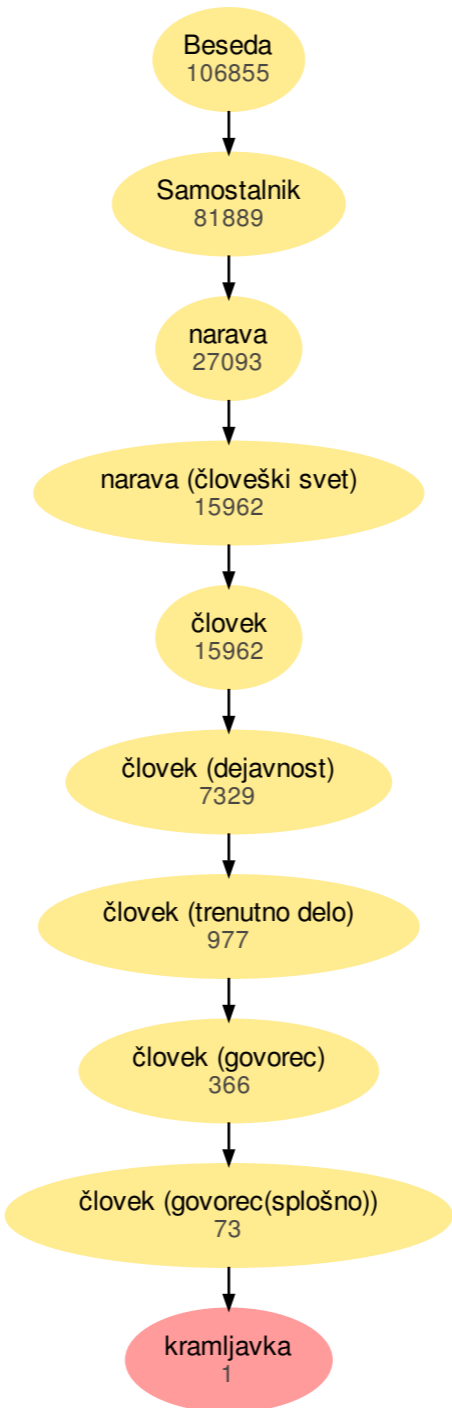 Beseda
106855
Samostalnik
81889
narava
27093
narava (človeški svet)
15962
človek
15962
človek (dejavnost)
7329
človek (trenutno delo)
977
človek (govorec)
366
človek (govorec(splošno))
73
kramljavka
1